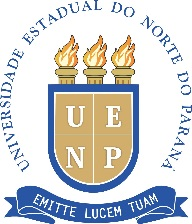 UNIVERSIDADE ESTADUAL DO NORTE DO PARANÁ
U E
N P
EMITTE LUCEM TUAM